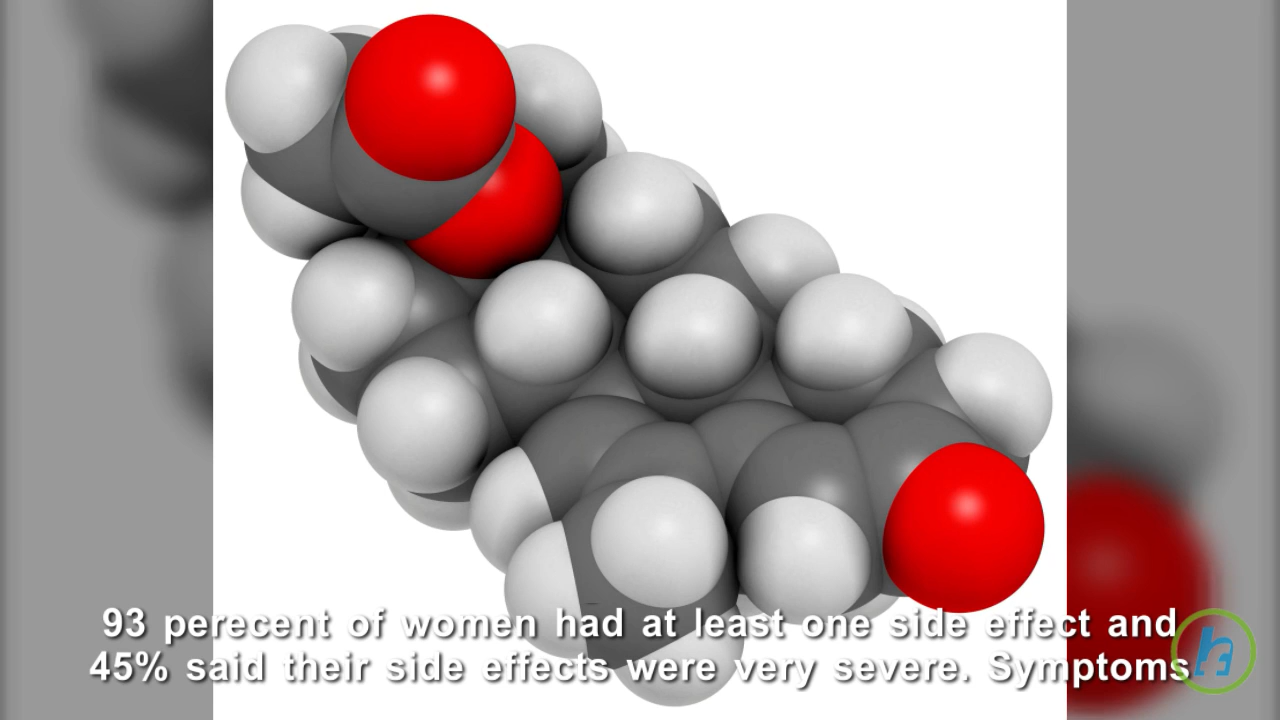 93 perecent of women had at least one side effect and
45% said their side effects were very severe. Symptoms